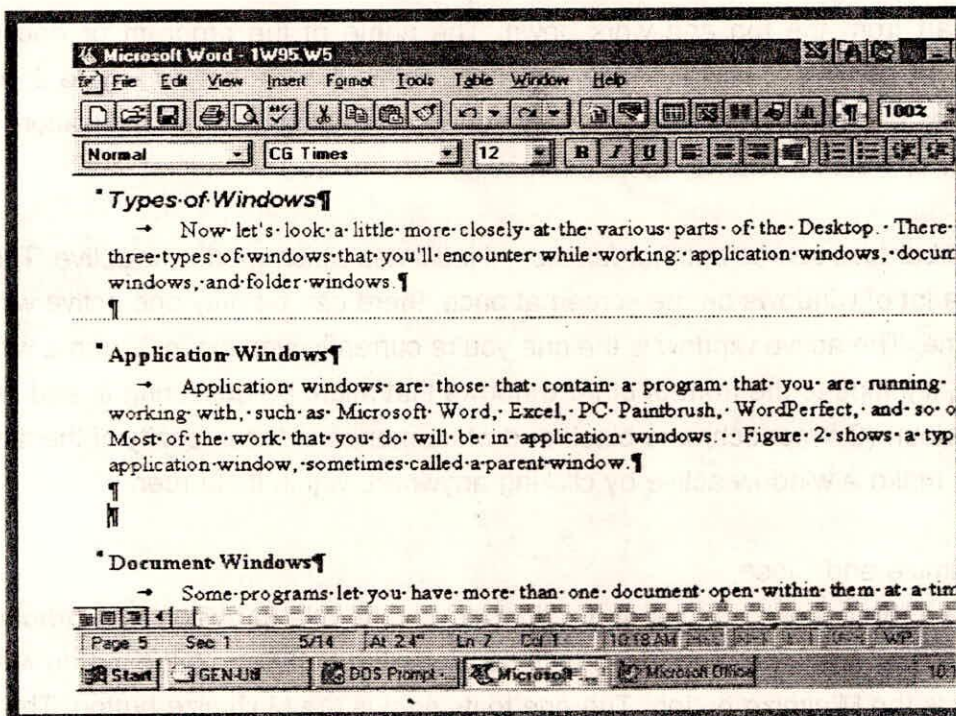 Microsoft Word - 1W95.W5
File Edit View Insert Format Tools Table Window Help
100%
Normal CG Times 12 B I U
Types of Windows¶
Now let's look a little more closely at the various parts of the Desktop. There
three types of windows that you'll encounter while working: application windows, docum
windows, and folder windows.¶
¶
Application Windows¶
Application windows are those that contain a program that you are running
working with, such as Microsoft Word, Excel, PC Paintbrush, WordPerfect, and so o
Most of the work that you do will be in application windows. Figure 2 shows a typ
application window, sometimes called a parent window.¶
¶
¶
Document Windows¶
Some programs let you have more than one document open within them at a tim
Page 5 Sec 1 5/14 At 2.4" Ln 7 Col 1 10:18 AM WP
Start GEN-Util DOS Prompt - Microsoft Microsoft Office 10:1